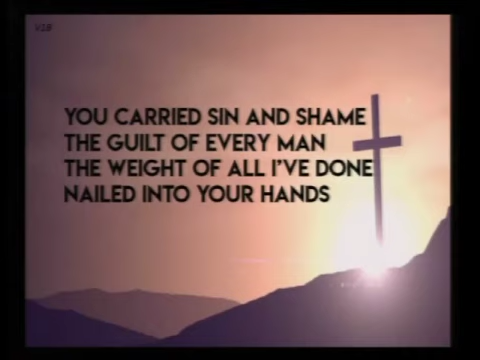 V2B
YOU CARRIED SIN AND SHAME
THE GUILT OF EVERY MAN
THE WEIGHT OF ALL I'VE DONE
NAILED INTO YOUR HANDS